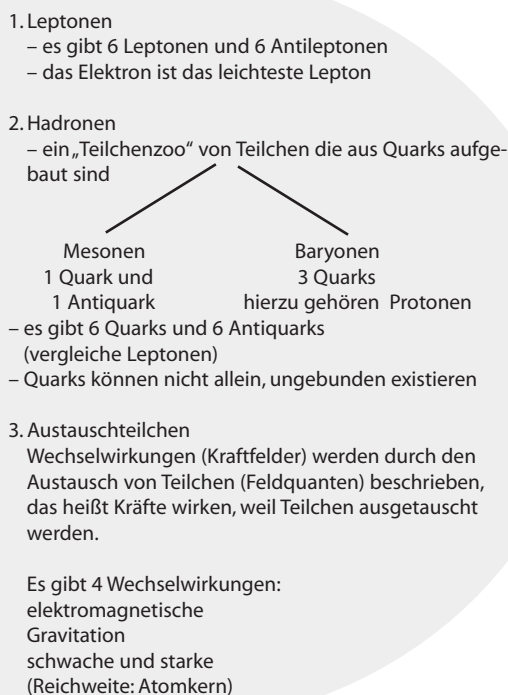 1. Leptonen
– es gibt 6 Leptonen und 6 Antileptonen
– das Elektron ist das leichteste Lepton
2. Hadronen
– ein „Teilchenzoo“ von Teilchen die aus Quarks aufge-
baut sind
Mesonen
1 Quark und
1 Antiquark
Baryonen
3 Quarks
hierzu gehören Protonen
– es gibt 6 Quarks und 6 Antiquarks
(vergleiche Leptonen)
– Quarks können nicht allein, ungebunden existieren
3. Austauschteilchen
Wechselwirkungen (Kraftfelder) werden durch den
Austausch von Teilchen (Feldquanten) beschrieben,
das heißt Kräfte wirken, weil Teilchen ausgetauscht
werden.
Es gibt 4 Wechselwirkungen:
elektromagnetische
Gravitation
schwache und starke
(Reichweite: Atomkern)